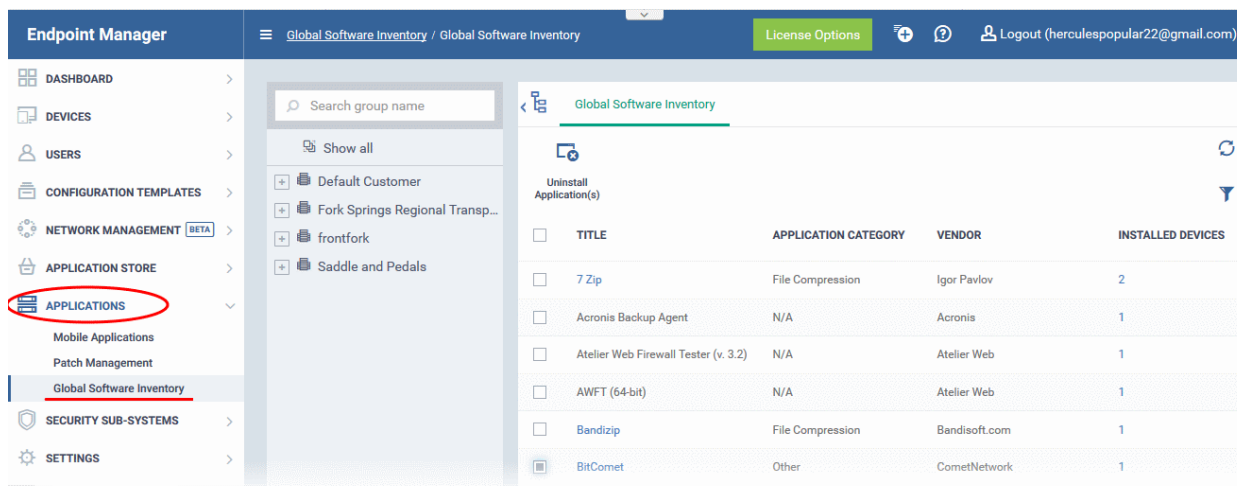 Endpoint Manager
Global Software Inventory / Global Software Inventory
License Options
Logout (herculespopular22@gmail.com)
DASHBOARD
DEVICES
USERS
CONFIGURATION TEMPLATES
NETWORK MANAGEMENT BETA
APPLICATION STORE
APPLICATIONS
Mobile Applications
Patch Management
Global Software Inventory
SECURITY SUB-SYSTEMS
SETTINGS
Search group name
Show all
Default Customer
Fork Springs Regional Transp...
frontfork
Saddle and Pedals
Global Software Inventory
Uninstall
Application(s)
TITLE APPLICATION CATEGORY VENDOR INSTALLED DEVICES
7 Zip File Compression Igor Pavlov 2
Acronis Backup Agent N/A Acronis 1
Atelier Web Firewall Tester (v. 3.2) N/A Atelier Web 1
AWFT (64-bit) N/A Atelier Web 1
Bandizip File Compression Bandisoft.com 1
BitComet Other CometNetwork 1